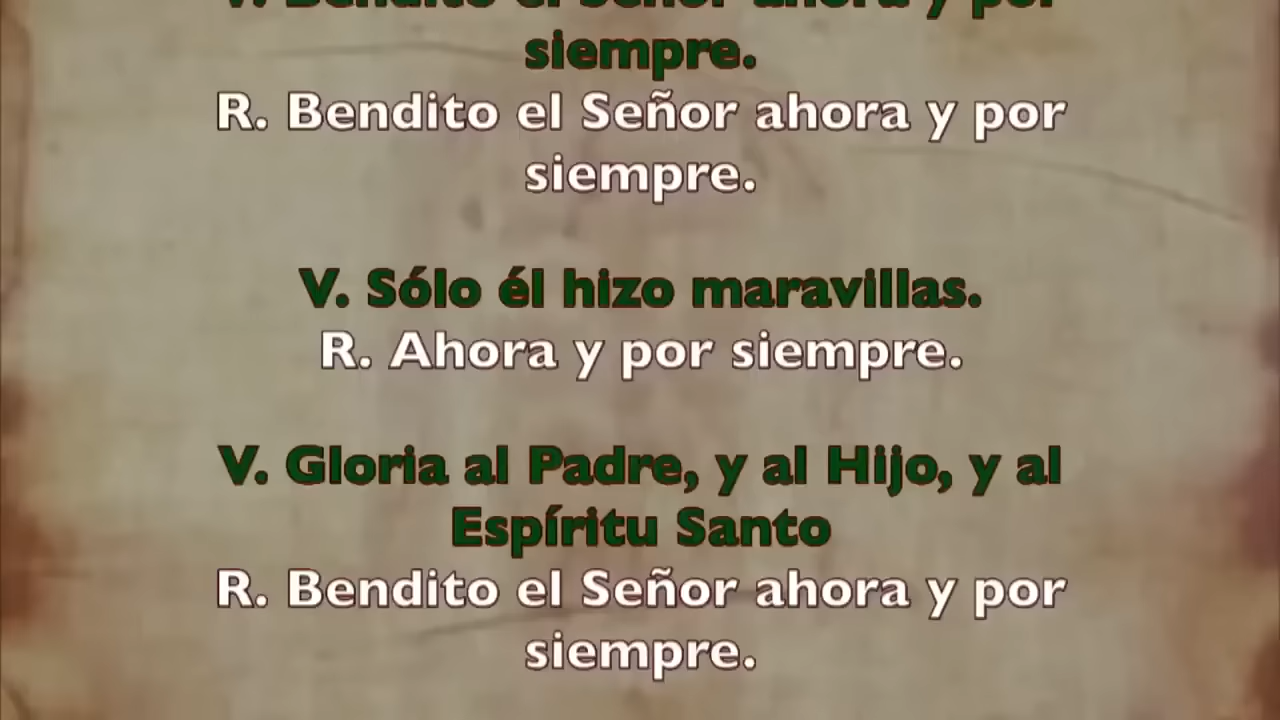 V. Bendito el Señor ahora y por
siempre.
R. Bendito el Señor ahora y por
siempre.
V. Sólo él hizo maravillas.
R. Ahora y por siempre.
V. Gloria al Padre, y al Hijo, y al
Espíritu Santo
R. Bendito el Señor ahora y por
siempre.